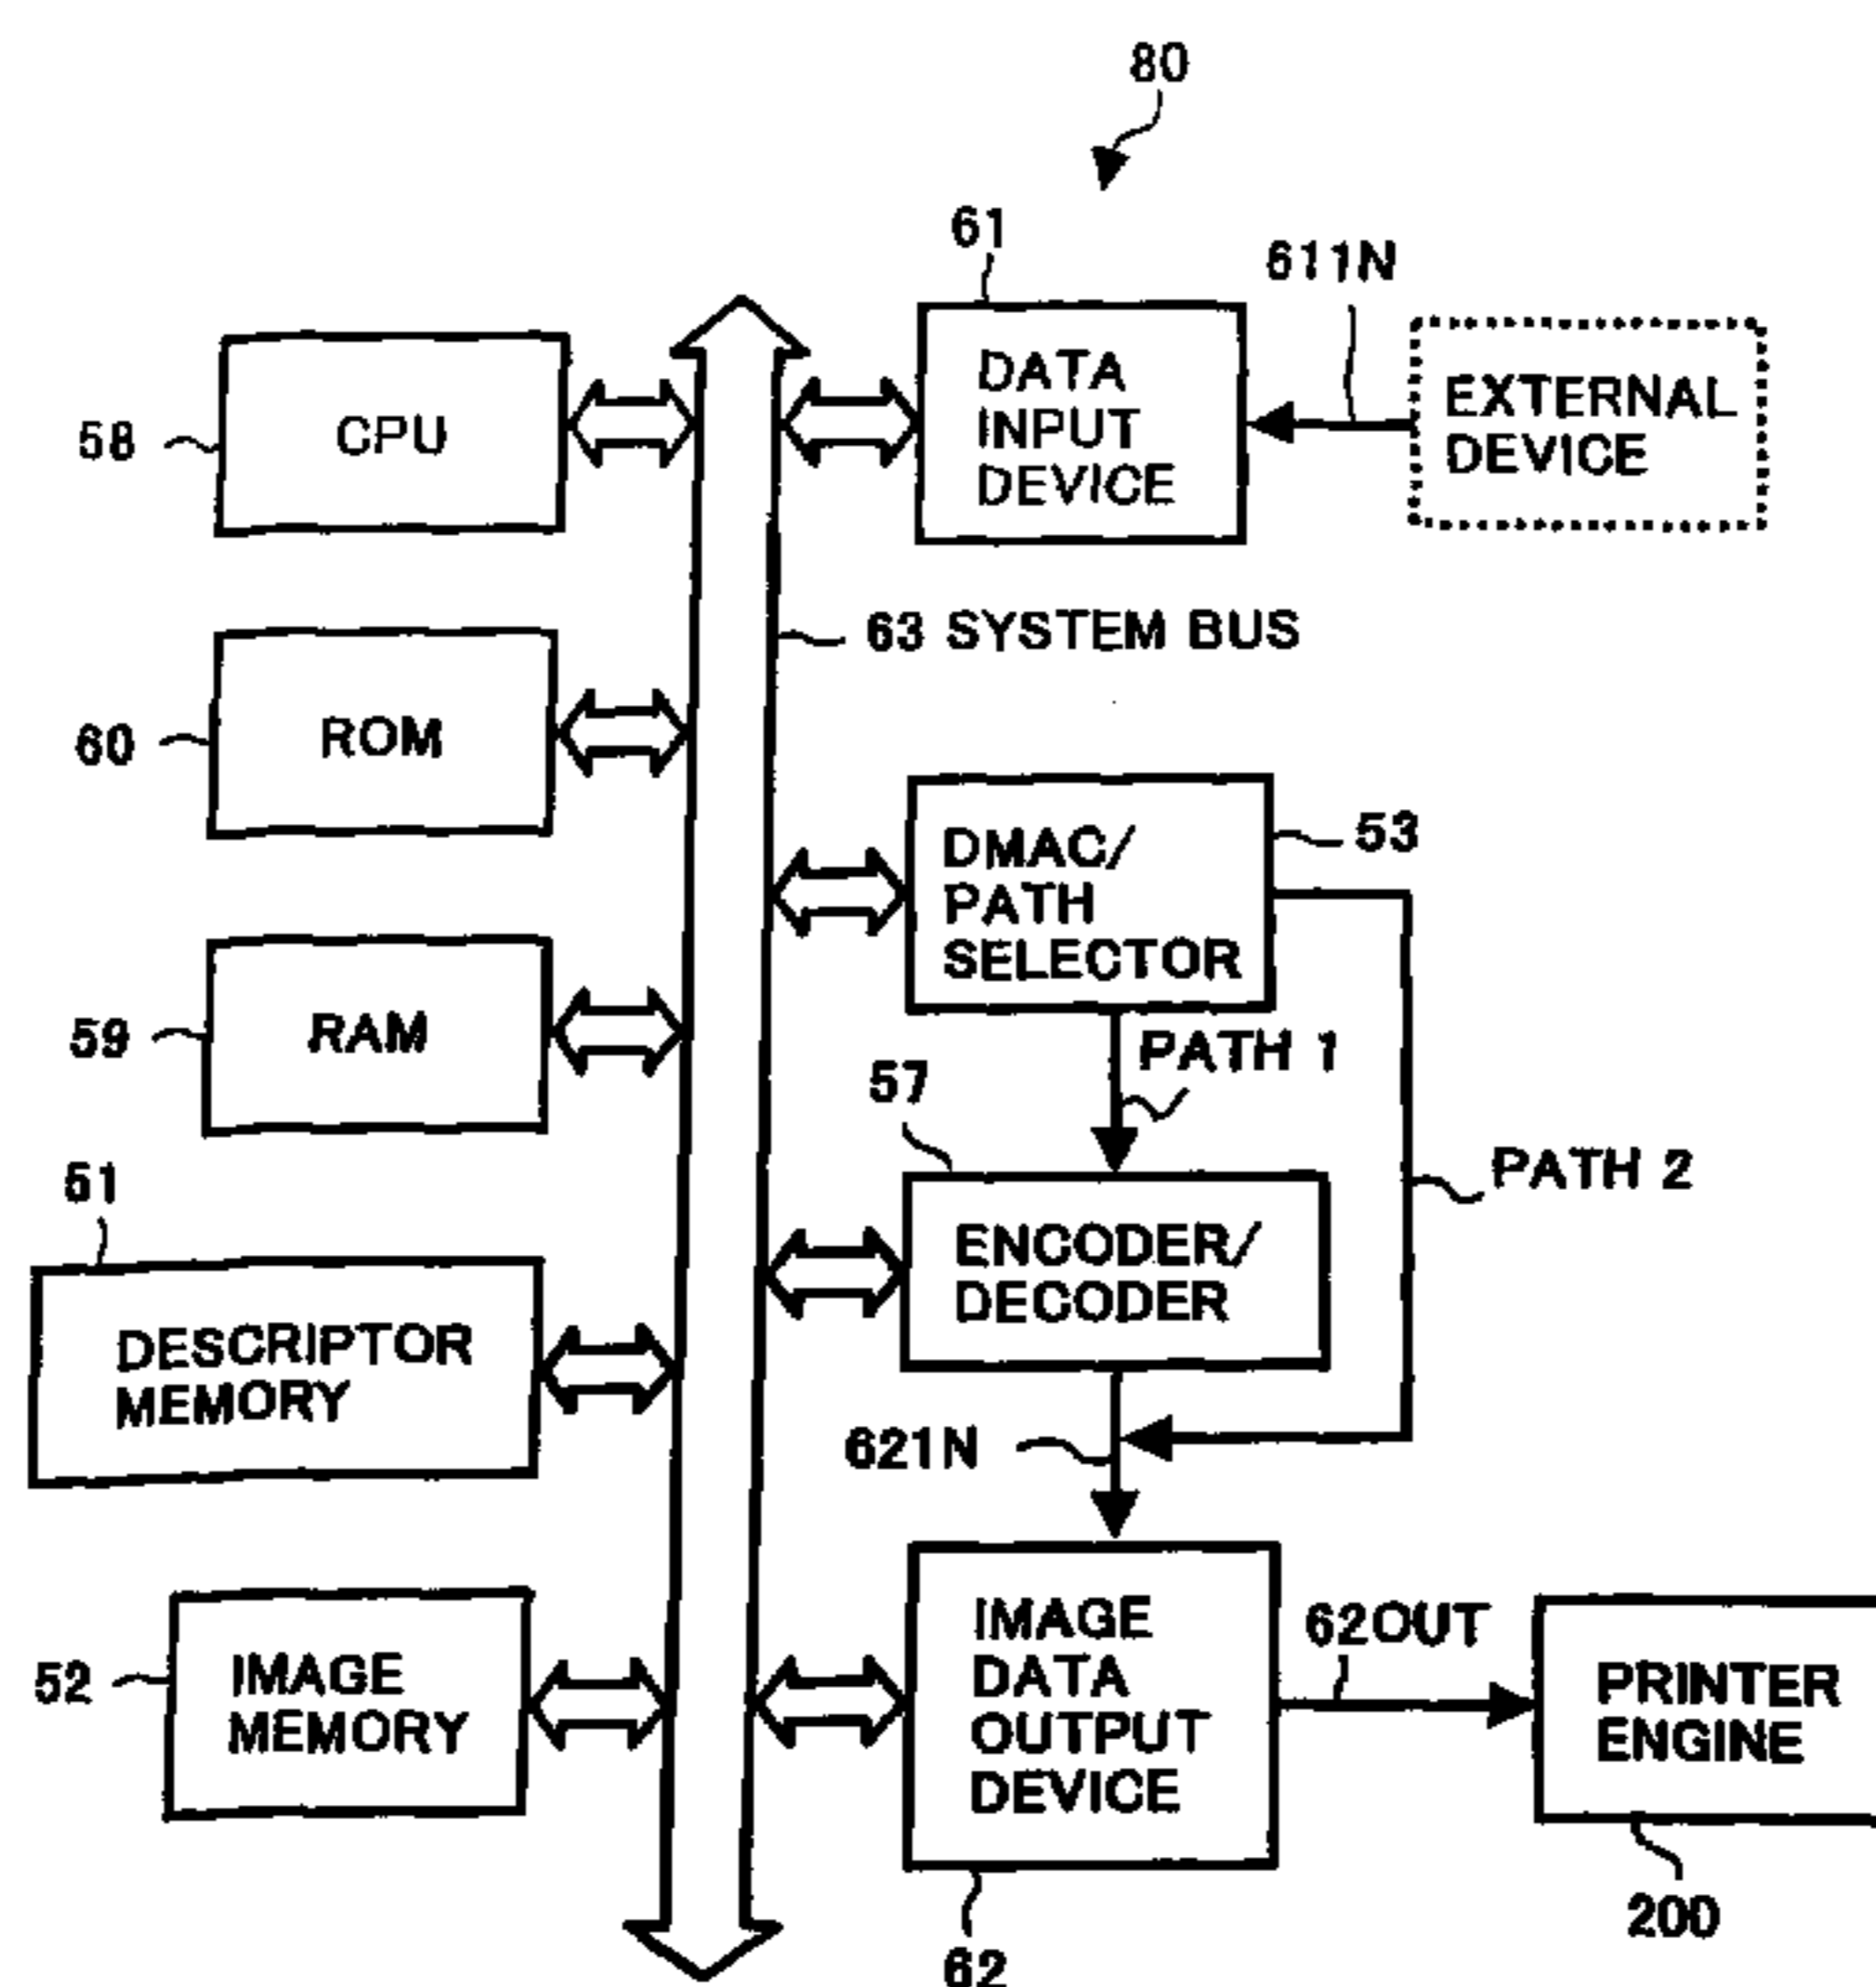 80
61
611N
DATA
INPUT
DEVICE
EXTERNAL
DEVICE
58
CPU
63 SYSTEM BUS
60
ROM
DMAC/
PATH
SELECTOR
53
59
RAM
PATH 1
57
PATH 2
51
ENCODER/
DECODER
DESCRIPTOR
MEMORY
621N
52
IMAGE
MEMORY
IMAGE
DATA
OUTPUT
DEVICE
62OUT
PRINTER
ENGINE
200
62